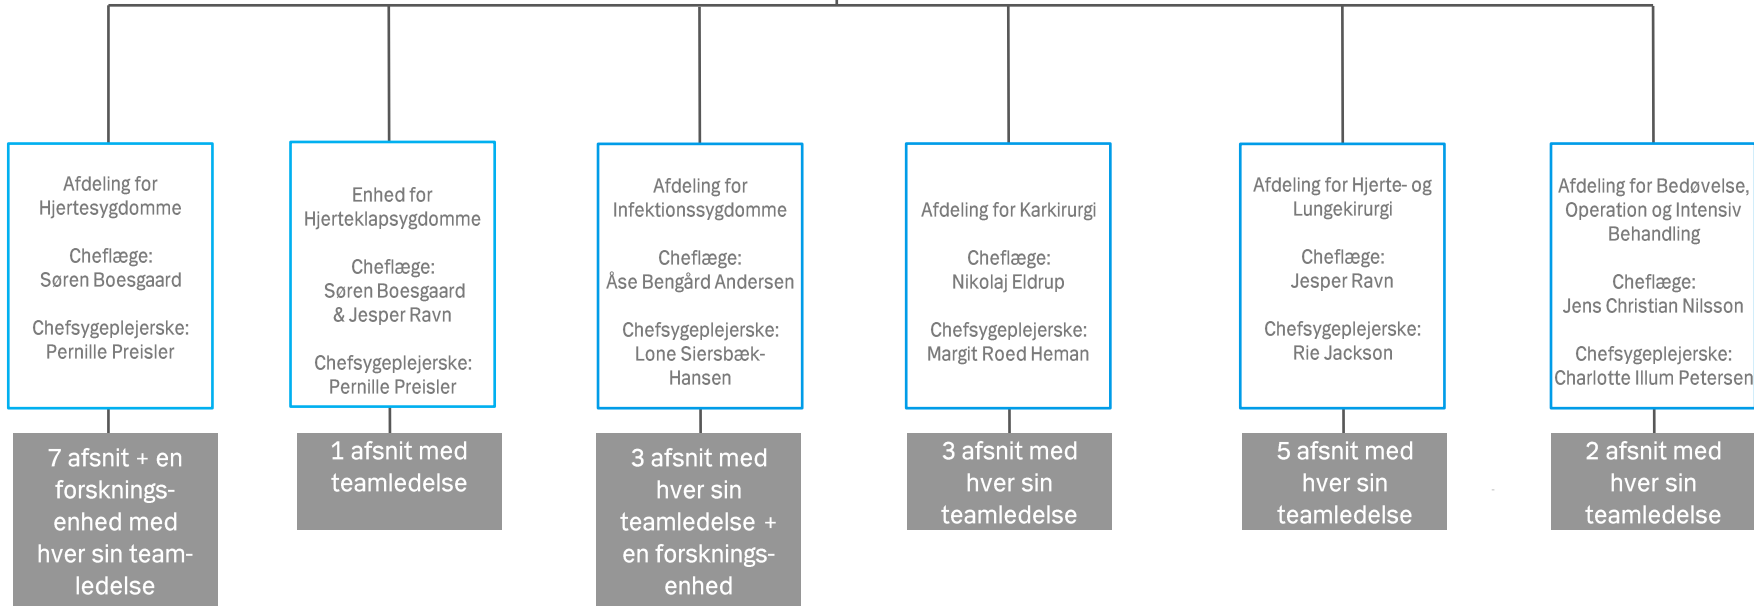 Afdeling for
Hjertesygdomme
Cheflæge:
Søren Boesgaard
Chefsygeplejerske:
Pernille Preisler
7 afsnit + en
forsknings-
enhed med
hver sin team-
ledelse
Enhed for
Hjerteklapsygdomme
Cheflæge:
Søren Boesgaard
& Jesper Ravn
Chefsygeplejerske:
Pernille Preisler
1 afsnit med
teamledelse
Afdeling for
Infektionssygdomme
Cheflæge:
Åse Bengård Andersen
Chefsygeplejerske:
Lone Siersbæk-
Hansen
3 afsnit med
hver sin
teamledelse +
en forsknings-
enhed
Afdeling for Karkirurgi
Cheflæge:
Nikolaj Eldrup
Chefsygeplejerske:
Margit Roed Heman
3 afsnit med
hver sin
teamledelse
Afdeling for Hjerte- og
Lungekirurgi
Cheflæge:
Jesper Ravn
Chefsygeplejerske:
Rie Jackson
5 afsnit med
hver sin
teamledelse
Afdeling for Bedøvelse,
Operation og Intensiv
Behandling
Cheflæge:
Jens Christian Nilsson
Chefsygeplejerske:
Charlotte Illum Petersen
2 afsnit med
hver sin
teamledelse